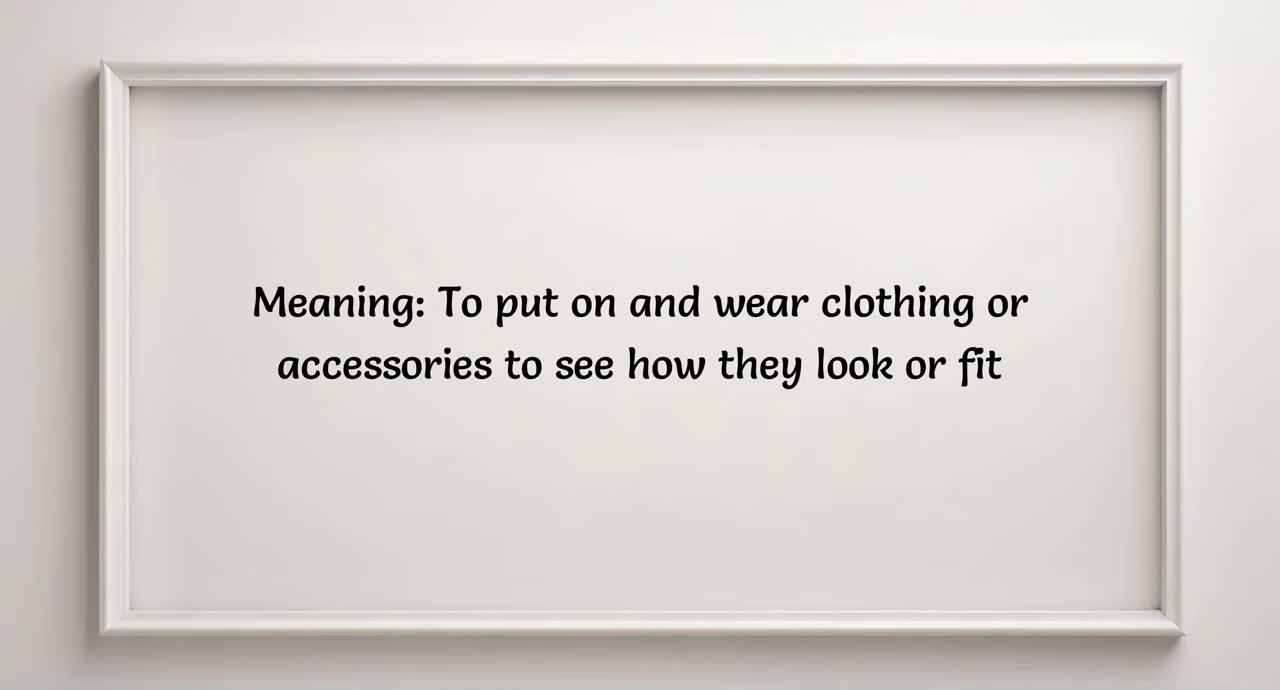 Meaning: To put on and wear clothing or
accessories to see how they look or fit